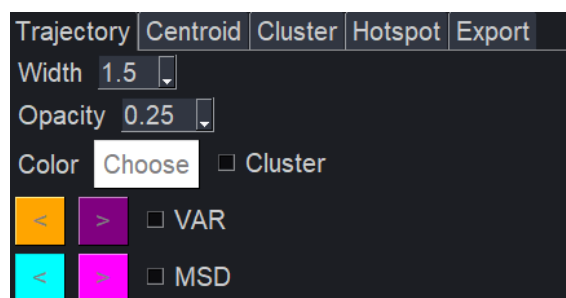 Trajectory Centroid Cluster Hotspot Export
Width 1.5
Opacity 0.25
Color Choose Cluster
< > VAR
< > MSD